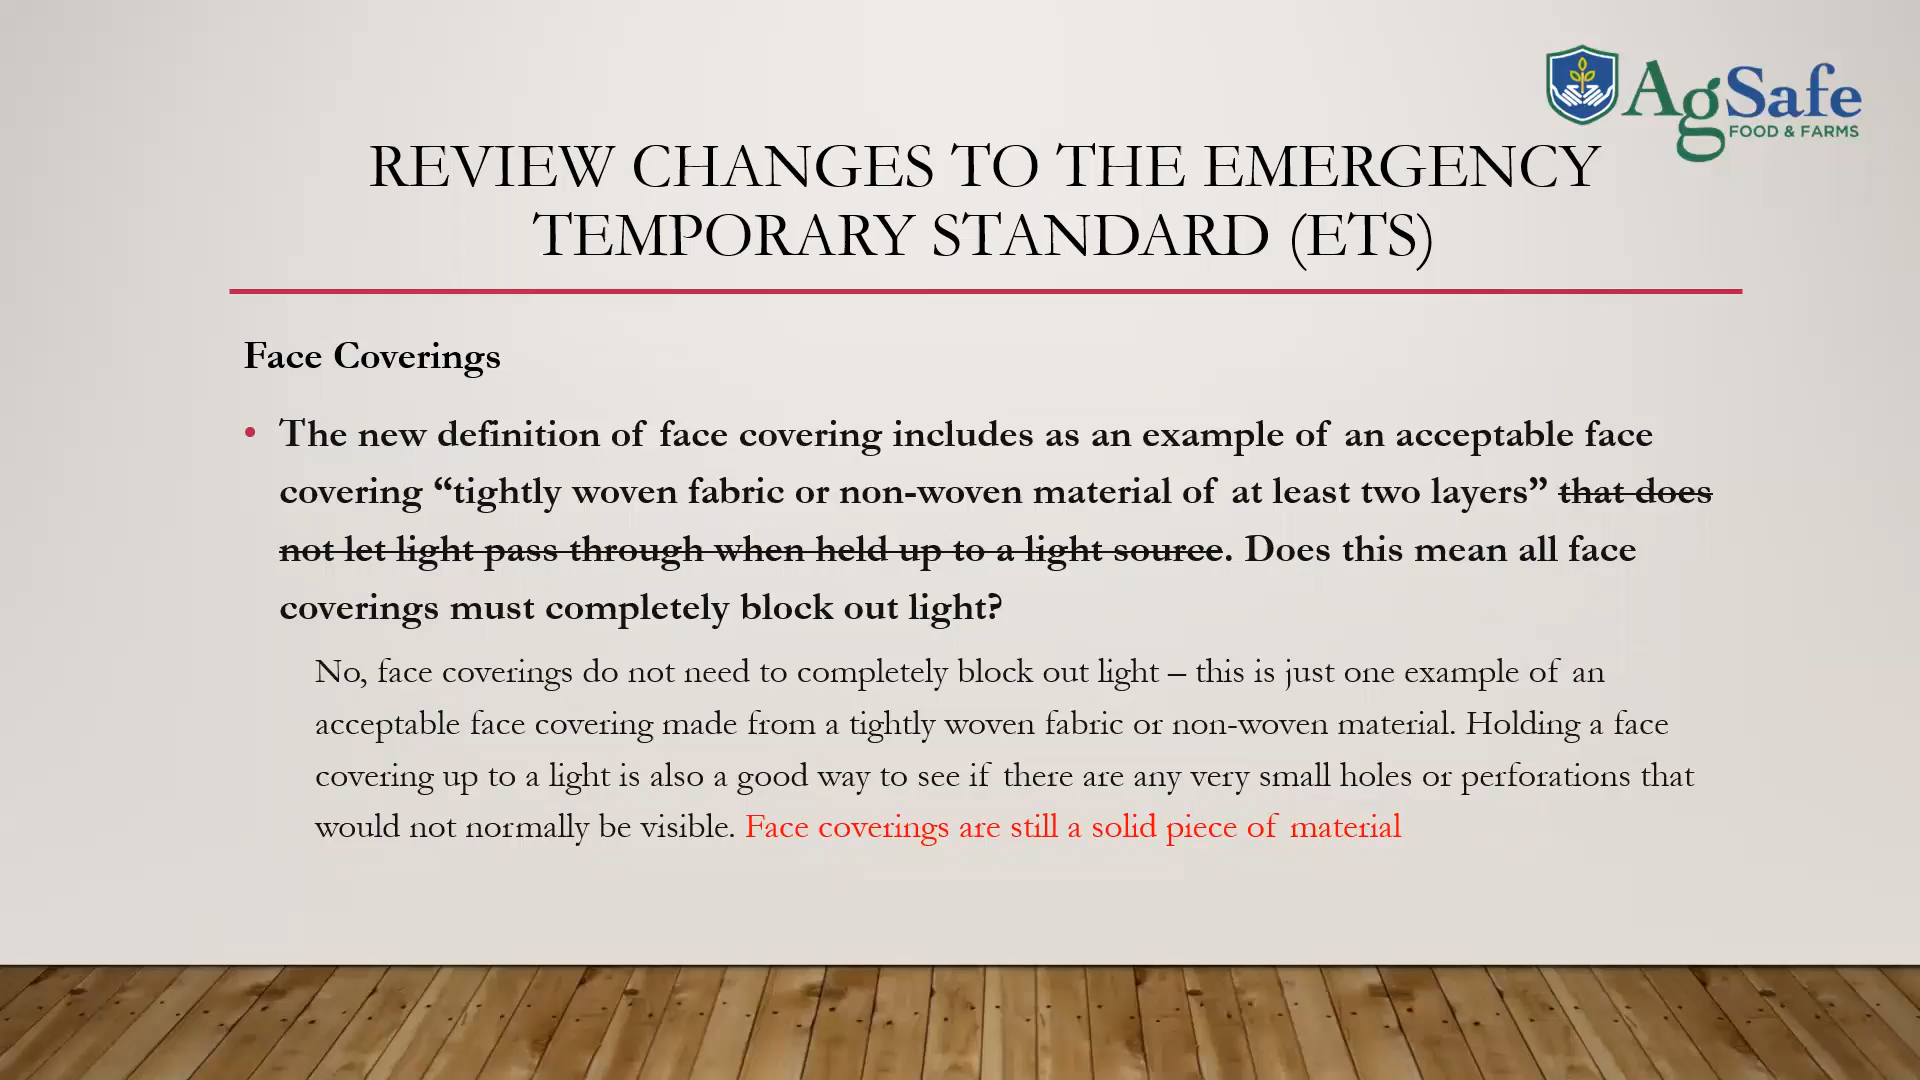 AgSafe
FOOD & FARMS
REVIEW CHANGES TO THE EMERGENCY
TEMPORARY STANDARD (ETS)
Face Coverings
• The new definition of face covering includes as an example of an acceptable face
covering “tightly woven fabric or non-woven material of at least two layers” that does
not let light pass through when held up to a light source. Does this mean all face
coverings must completely block out light?
No, face coverings do not need to completely block out light – this is just one example of an
acceptable face covering made from a tightly woven fabric or non-woven material. Holding a face
covering up to a light is also a good way to see if there are any very small holes or perforations that
would not normally be visible. Face coverings are still a solid piece of material